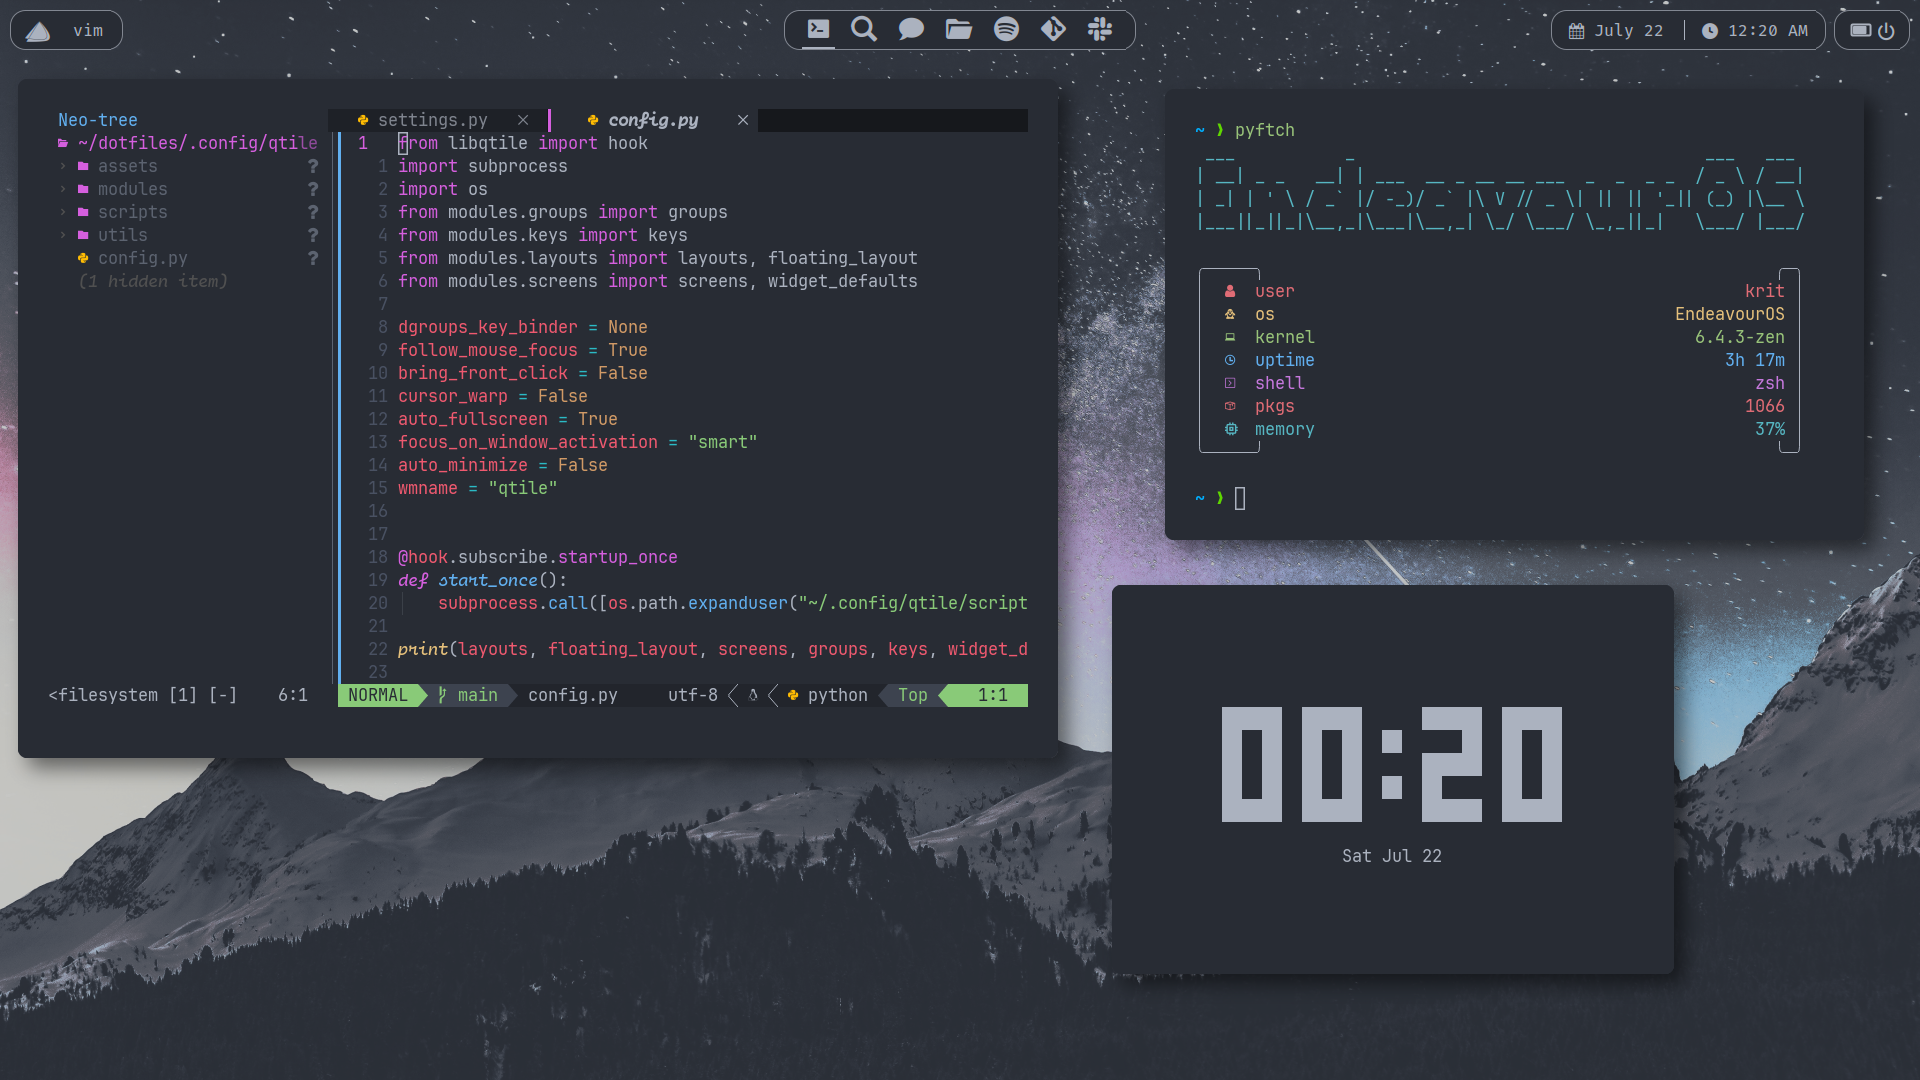 vim
July 22
12:20 AM
Neo-tree
~/dotfiles/.config/qtile
assets ?
modules ?
scripts ?
utils ?
config.py ?
(1 hidden item)
<filesystem [1] [-] 6:1
settings.py ×
config.py ×
1 from libqtile import hook
1 import subprocess
2 import os
3 from modules.groups import groups
4 from modules.keys import keys
5 from modules.layouts import layouts, floating_layout
6 from modules.screens import screens, widget_defaults
7
8 dgroups_key_binder = None
9 follow_mouse_focus = True
10 bring_front_click = False
11 cursor_warp = False
12 auto_fullscreen = True
13 focus_on_window_activation = "smart"
14 auto_minimize = False
15 wmname = "qtile"
16
17
18 @hook.subscribe.startup_once
19 def start_once():
20 subprocess.call([os.path.expanduser("~/.config/qtile/script
21
22 print(layouts, floating_layout, screens, groups, keys, widget_d
23
NORMAL main config.py utf-8 python Top 1:1
~ ❯ pyftch
EndeavourOS
user krit
os EndeavourOS
kernel 6.4.3-zen
uptime 3h 17m
shell zsh
pkgs 1066
memory 37%
~ ❯
00:20
Sat Jul 22